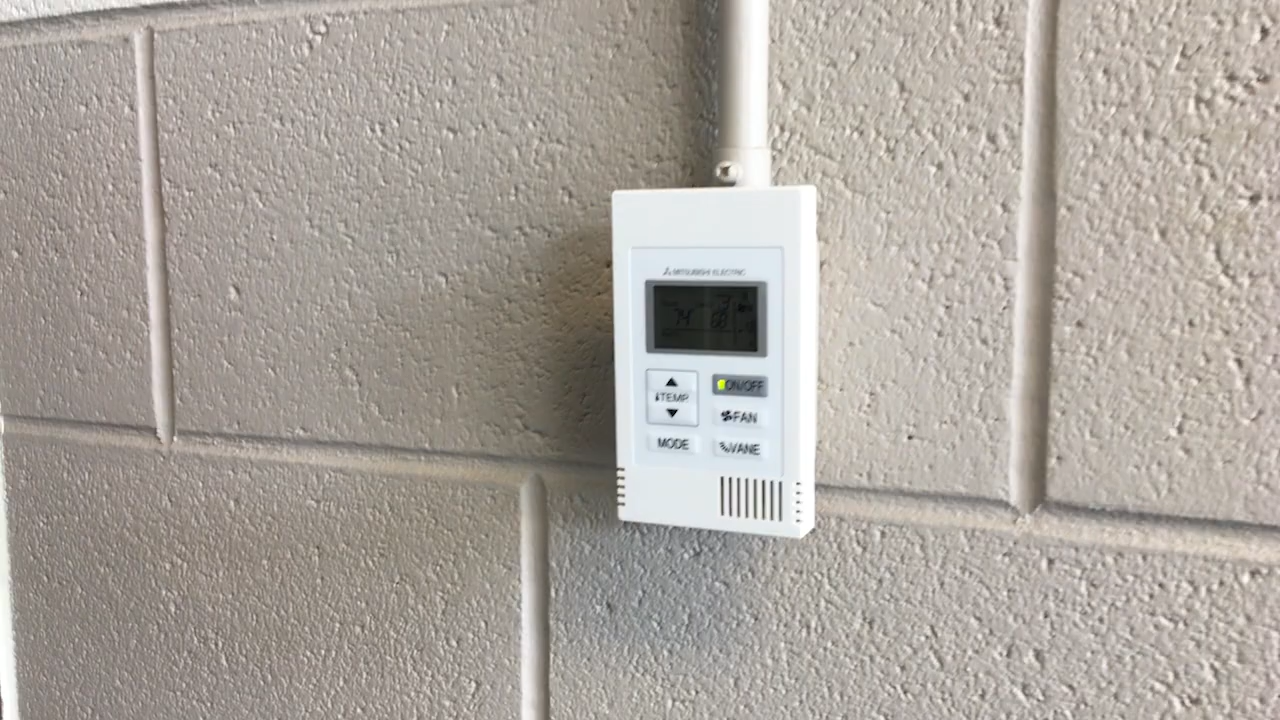 MITSUBISHI ELECTRIC
74 68
ON/OFF
TEMP.
FAN
MODE
VANE